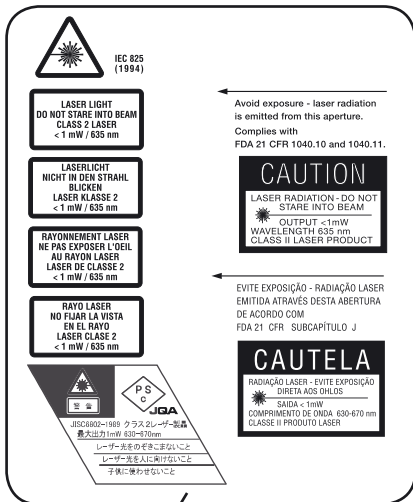 IEC 825
(1994)
LASER LIGHT
DO NOT STARE INTO BEAM
CLASS 2 LASER
< 1 mW / 635 nm
LASERLICHT
NICHT IN DEN STRAHL
BLICKEN
LASER KLASSE 2
< 1 mW / 635 nm
RAYONNEMENT LASER
NE PAS EXPOSER L'OEIL
AU RAYON LASER
LASER DE CLASSE 2
< 1 mW / 635 nm
RAYO LASER
NO FIJAR LA VISTA
EN EL RAYO
LASER CLASE 2
< 1 mW / 635 nm
警告
PS
C
JQA
JISC6802-1989 クラス2レーザ製品
最大出力1mW 630-670nm
レーザー光をのぞきこまないこと
レーザー光を人に向けないこと
子供に使わせないこと
Avoid exposure - laser radiation
is emitted from this aperture.
Complies with
FDA 21 CFR 1040.10 and 1040.11.
CAUTION
LASER RADIATION - DO NOT
STARE INTO BEAM
OUTPUT <1mW
WAVELENGTH 635 nm
CLASS II LASER PRODUCT
EVITE EXPOSIÇÃO - RADIAÇÃO LASER
EMITIDA ATRAVÉS DESTA ABERTURA
DE ACORDO COM
FDA 21 CFR SUBCAPÍTULO J
CAUTELA
RADIAÇÃO LASER - EVITE EXPOSIÇÃO
DIRETA AOS OHLOS
SAIDA < 1mW
COMPRIMENTO DE ONDA 630-670 nm
CLASSE II PRODUTO LASER